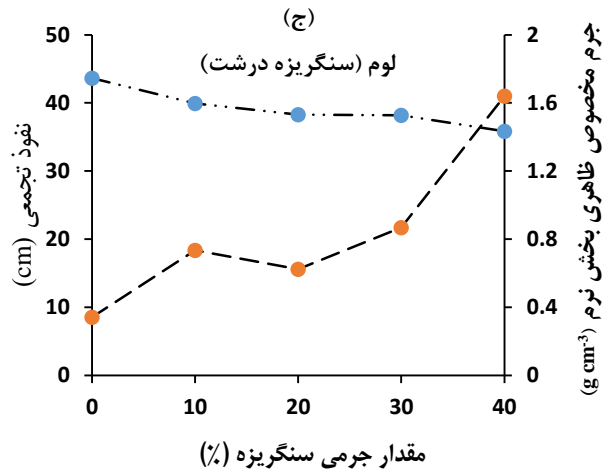 (ج)
لوم (سنگریزه درشت)
50
40
30
20
10
0
2
1.6
1.2
0.8
0.4
0
0 10 20 30 40
نفوذ تجمعی (cm)
جرم مخصوص ظاهری بخش نرم
(g cm⁻³)
مقدار جرمی سنگریزه (٪)